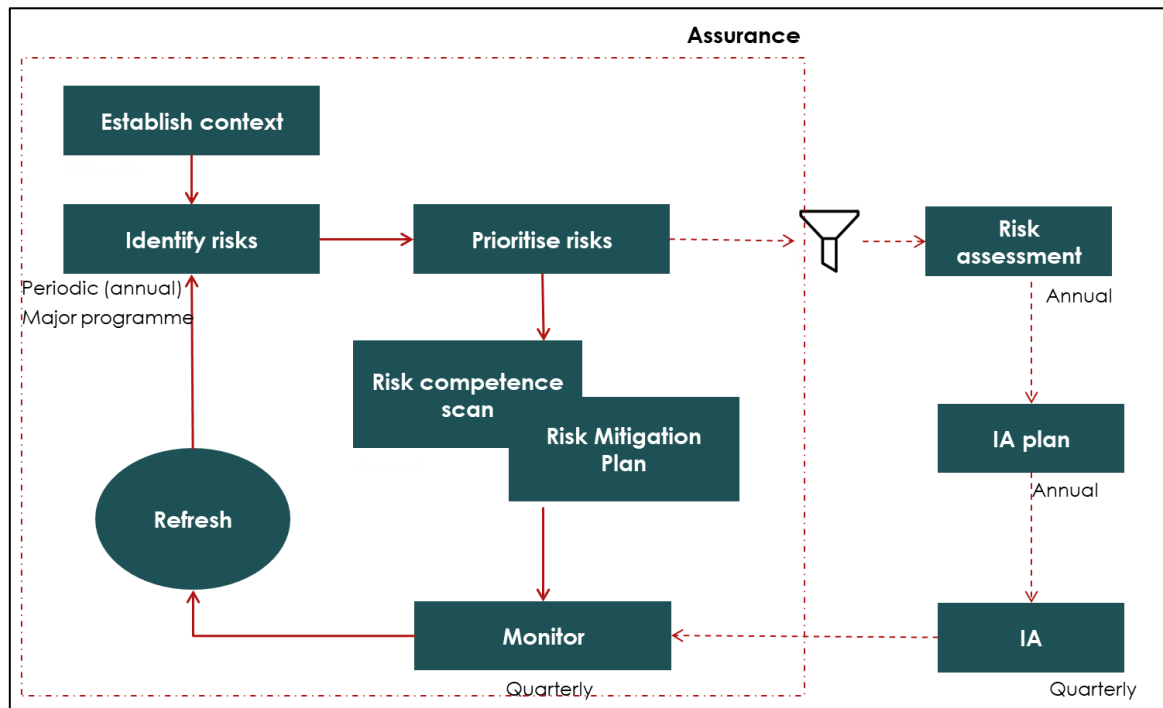 Assurance
Establish context
Identify risks
Prioritise risks
Risk
assessment
Periodic (annual)
Major programme
Annual
Risk competence
scan
Risk Mitigation
Plan
IA plan
Annual
Refresh
Monitor
IA
Quarterly
Quarterly